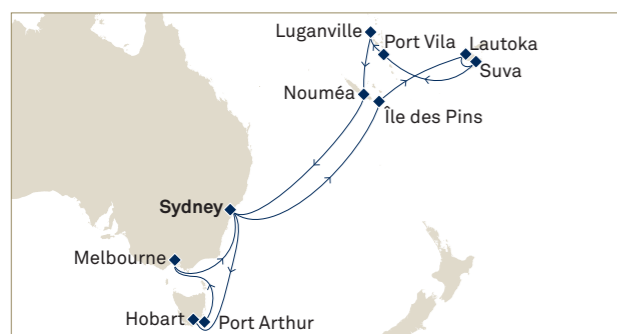 Luganville
Port Vila
Lautoka
Suva
Nouméa
Île des Pins
Sydney
Melbourne
Hobart
Port Arthur